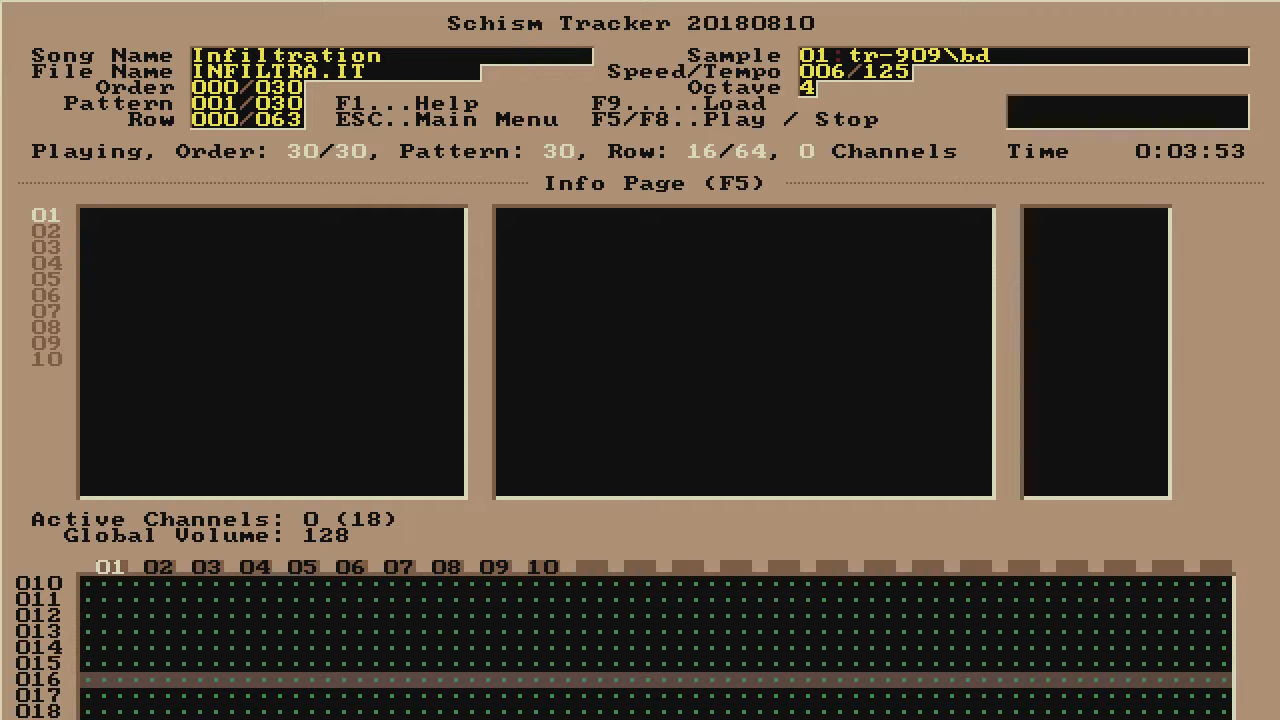 Schism Tracker 20180810
Song Name Infiltration Sample 01:tr-909\bd
File Name INFILTRA.IT Speed/Tempo 006/125
Order 000/030 Octave 4
Pattern 001/030 F1...Help F9.....Load
Row 000/063 ESC..Main Menu F5/F8..Play / Stop
Playing, Order: 30/30, Pattern: 30, Row: 16/64, 0 Channels Time 0:03:53
Info Page (F5)
01
02
03
04
05
06
07
08
09
10
Active Channels: 0 (18)
Global Volume: 128
01 02 03 04 05 06 07 08 09 10
010
011
012
013
014
015
016
017
018